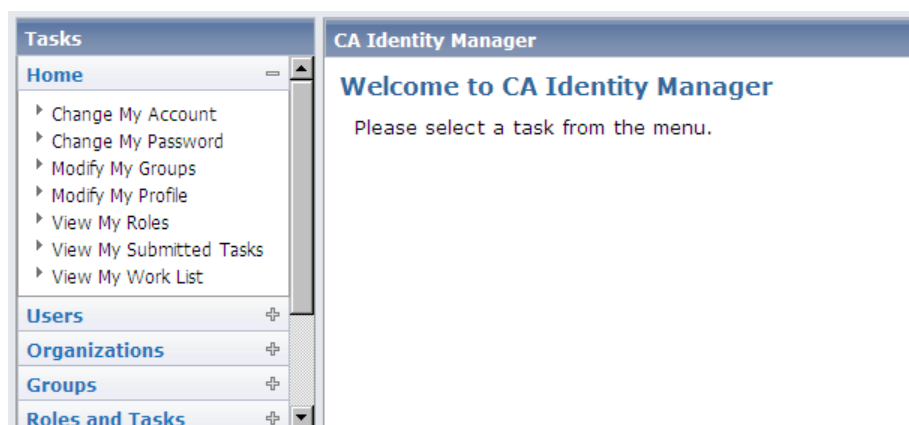 Tasks
Home
Change My Account
Change My Password
Modify My Groups
Modify My Profile
View My Roles
View My Submitted Tasks
View My Work List
Users
Organizations
Groups
Roles and Tasks
CA Identity Manager
Welcome to CA Identity Manager
Please select a task from the menu.